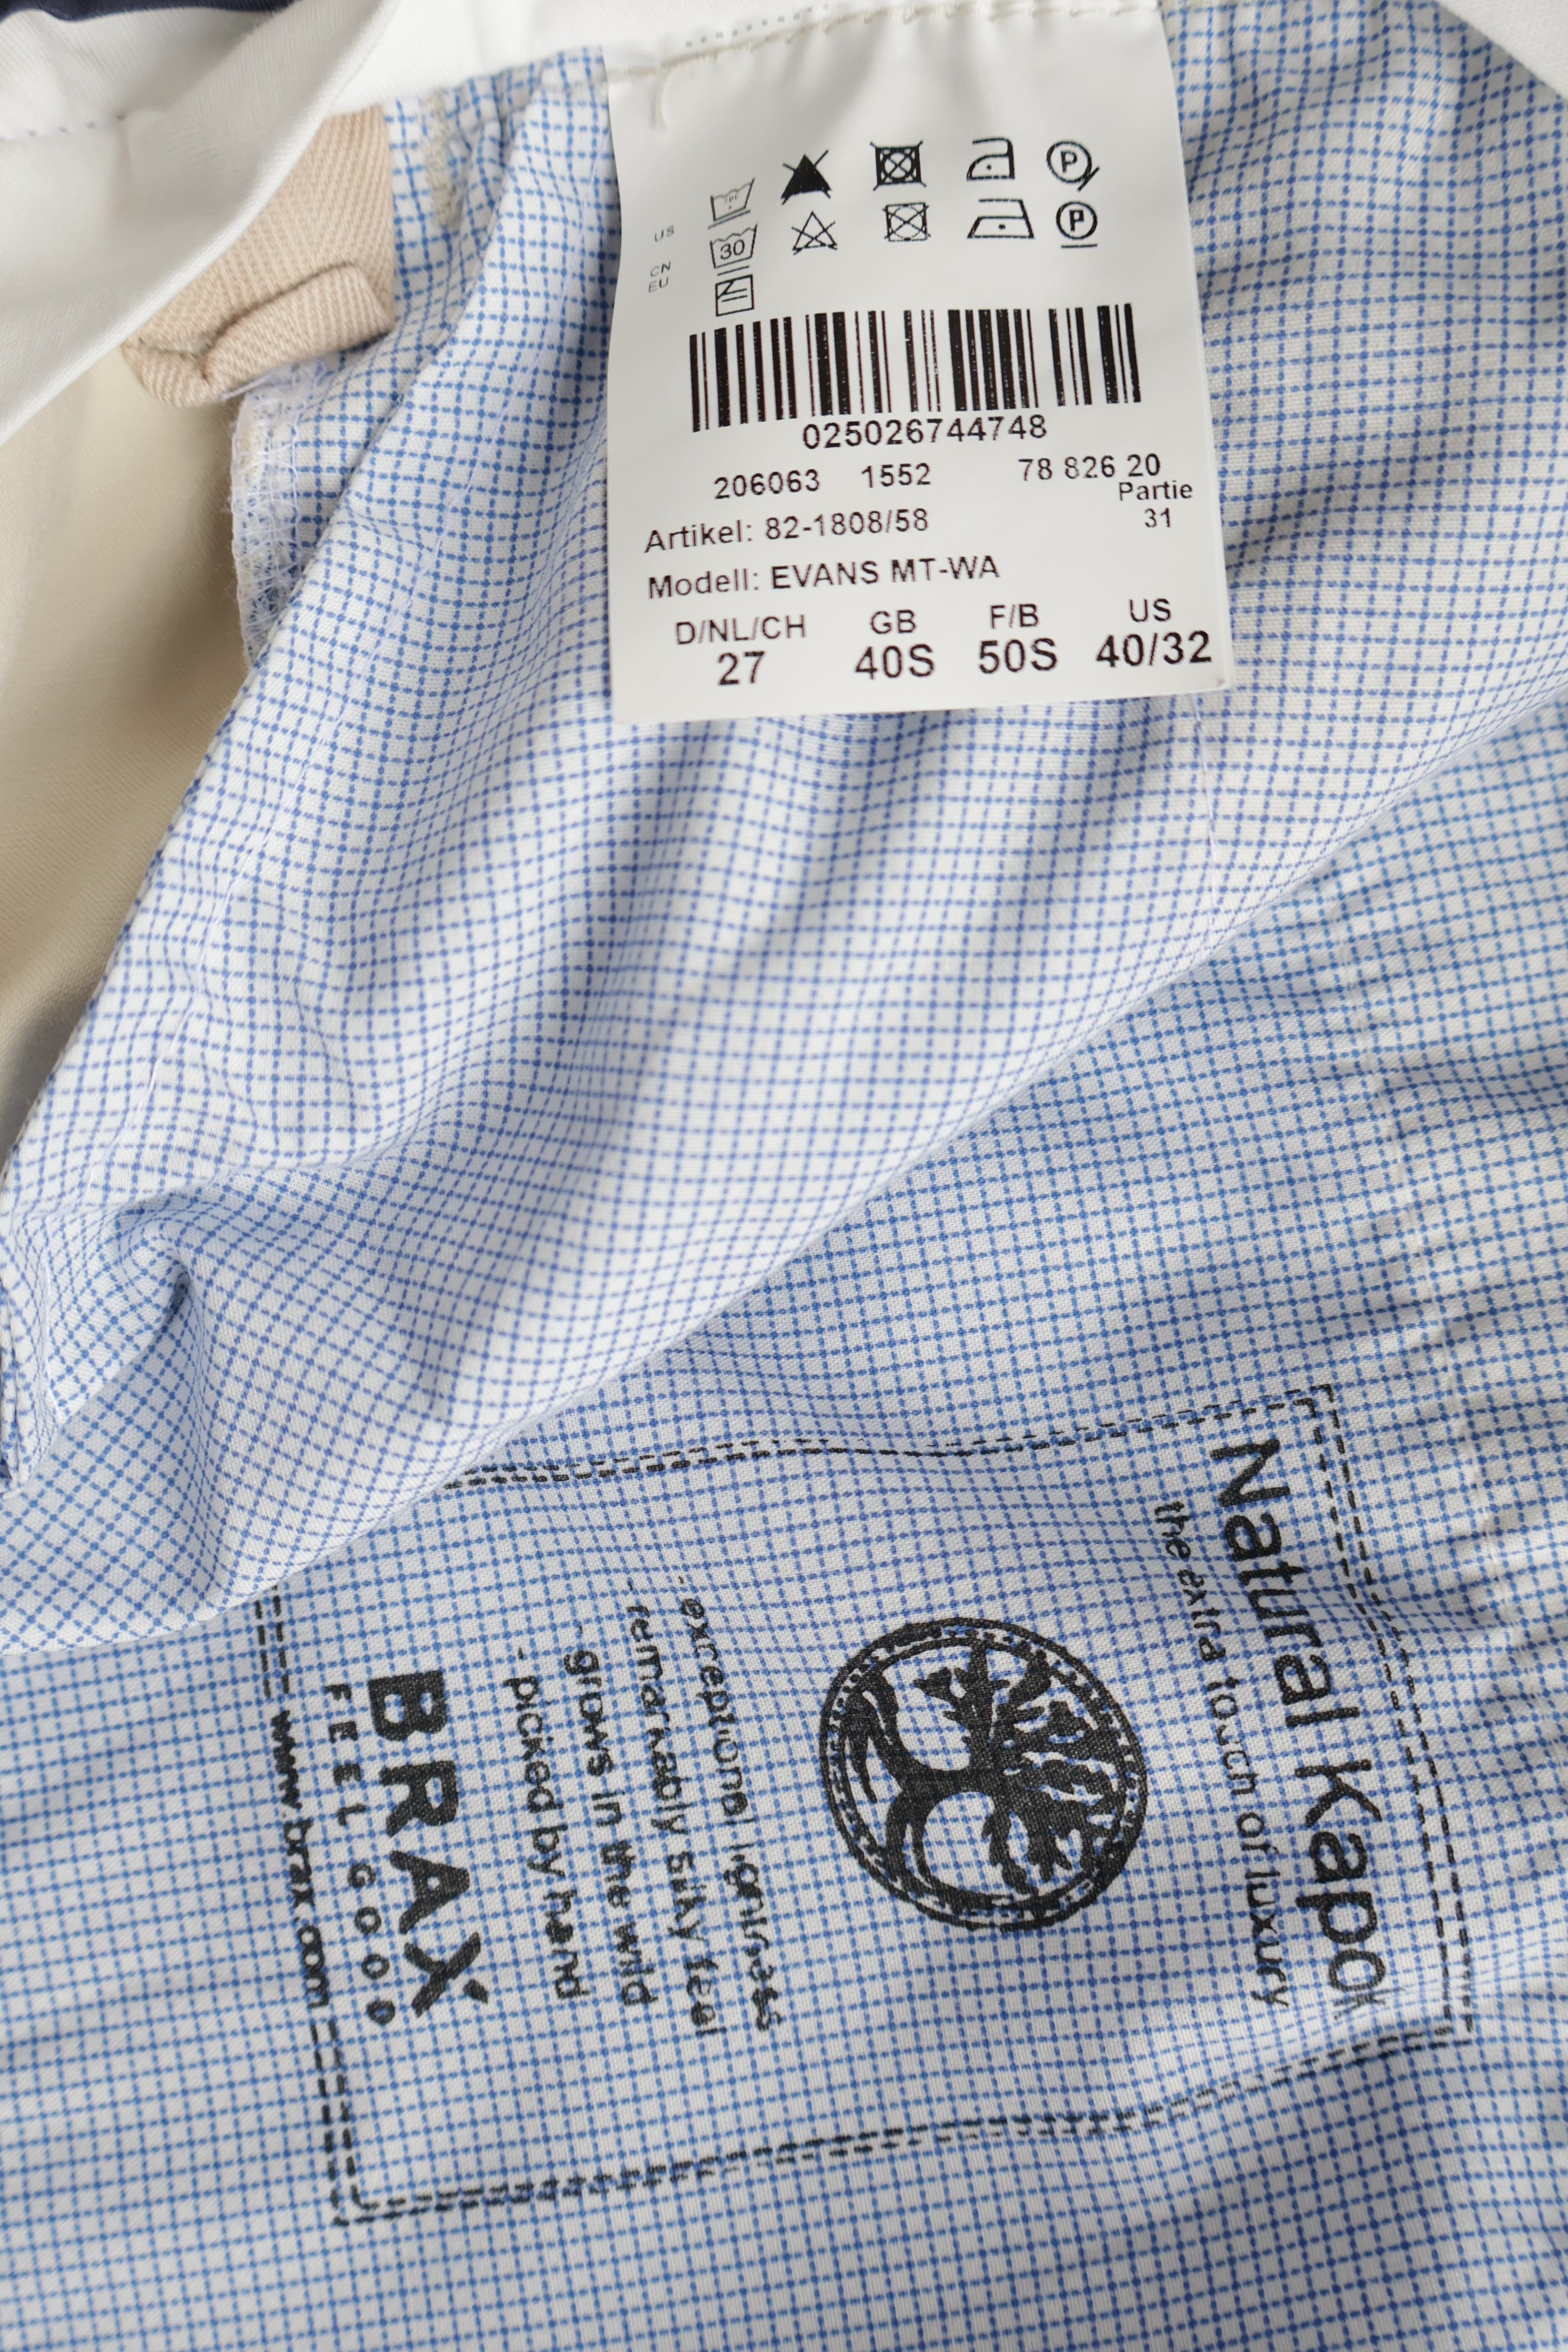 US
CN
EU
30
P
P
025026744748
206063 1552 78 826 20
Partie
31
Artikel: 82-1808/58
Modell: EVANS MT-WA
D/NL/CH GB F/B US
27 40S 50S 40/32
Natural Kapok
the extra touch of luxury
-exceptional lightness
-remarkably silky feel
-grows in the wild
-picked by hand
BRAX
FEEL GOOD
www.brax.com